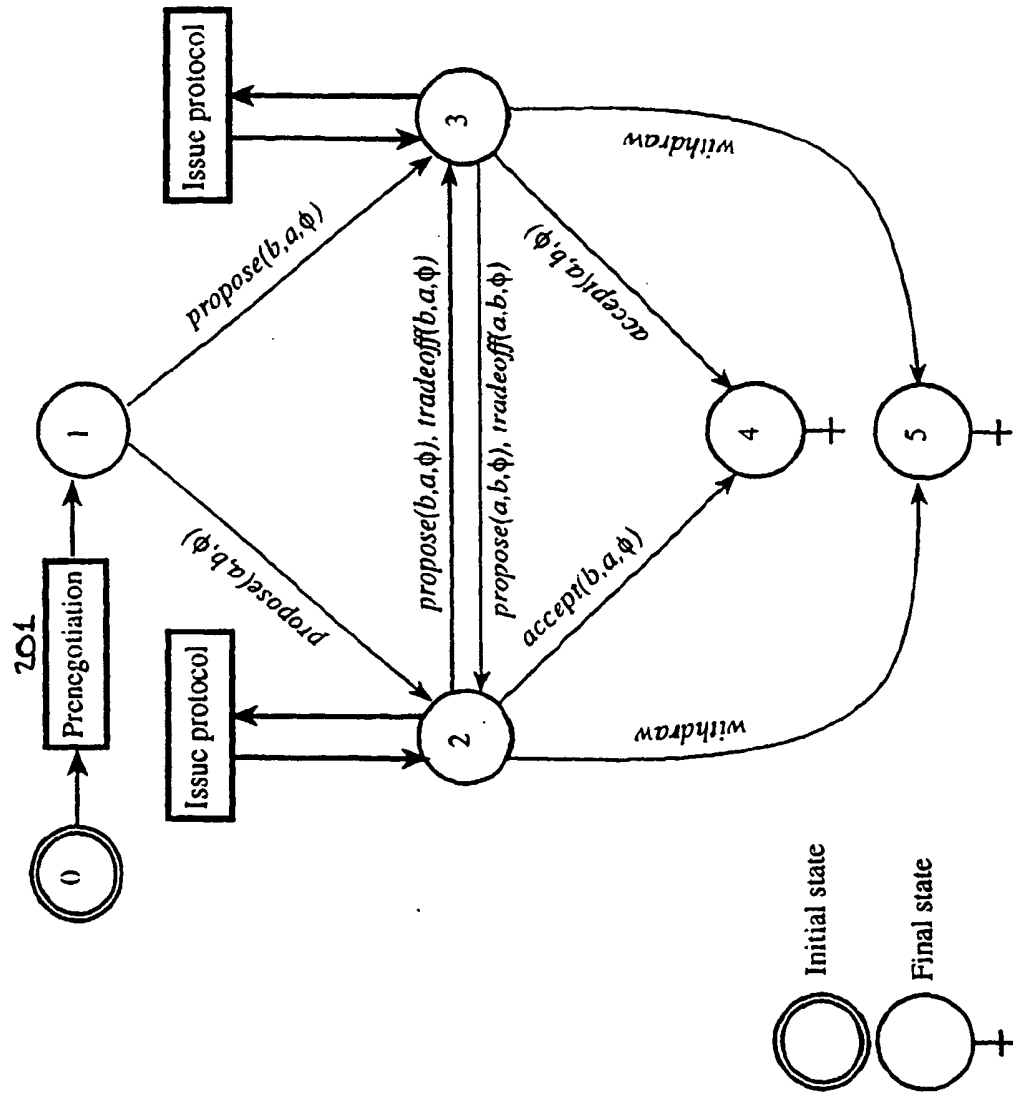 201
0
Prenegotiation
1
propose(a,b,ϕ)
propose(b,a,ϕ)
Issue protocol
Issue protocol
2
3
propose(b,a,ϕ), tradeoff(b,a,ϕ)
propose(a,b,ϕ), tradeoff(a,b,ϕ)
accept(b,a,ϕ)
accept(a,b,ϕ)
withdraw
withdraw
4
5
Initial state
Final state